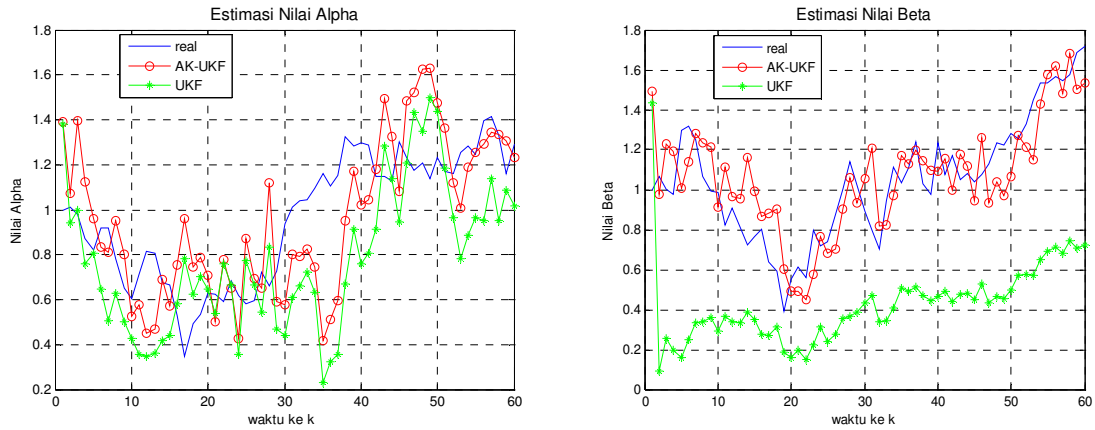 Estimasi Nilai Alpha
1.8
1.6
1.4
1.2
1
0.8
0.6
0.4
0.2
Nilai Alpha
real
AK-UKF
UKF
0 10 20 30 40 50 60
waktu ke k
Estimasi Nilai Beta
1.8
1.6
1.4
1.2
1
0.8
0.6
0.4
0.2
0
Nilai Beta
real
AK-UKF
UKF
0 10 20 30 40 50 60
waktu ke k